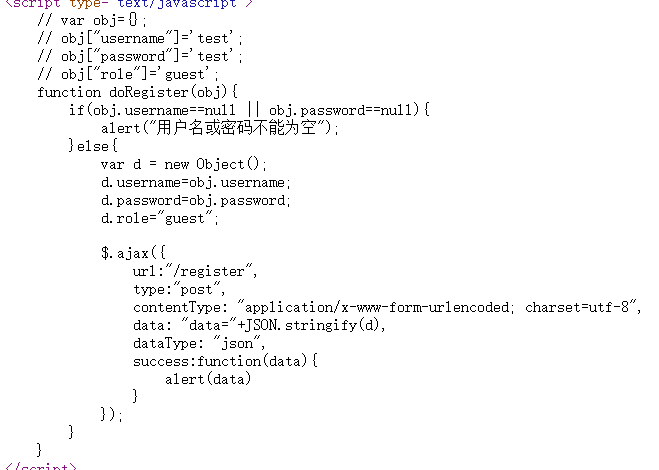 <script type="text/javascript">
// var obj={};
// obj["username"]='test';
// obj["password"]='test';
// obj["role"]='guest';
function doRegister(obj){
if(obj.username==null || obj.password==null){
alert("用户名或密码不能为空");
}else{
var d = new Object();
d.username=obj.username;
d.password=obj.password;
d.role="guest";
$.ajax({
url:"/register",
type:"post",
contentType: "application/x-www-form-urlencoded; charset=utf-8",
data: "data="+JSON.stringify(d),
dataType: "json",
success:function(data){
alert(data)
}
});
}
}
</script>